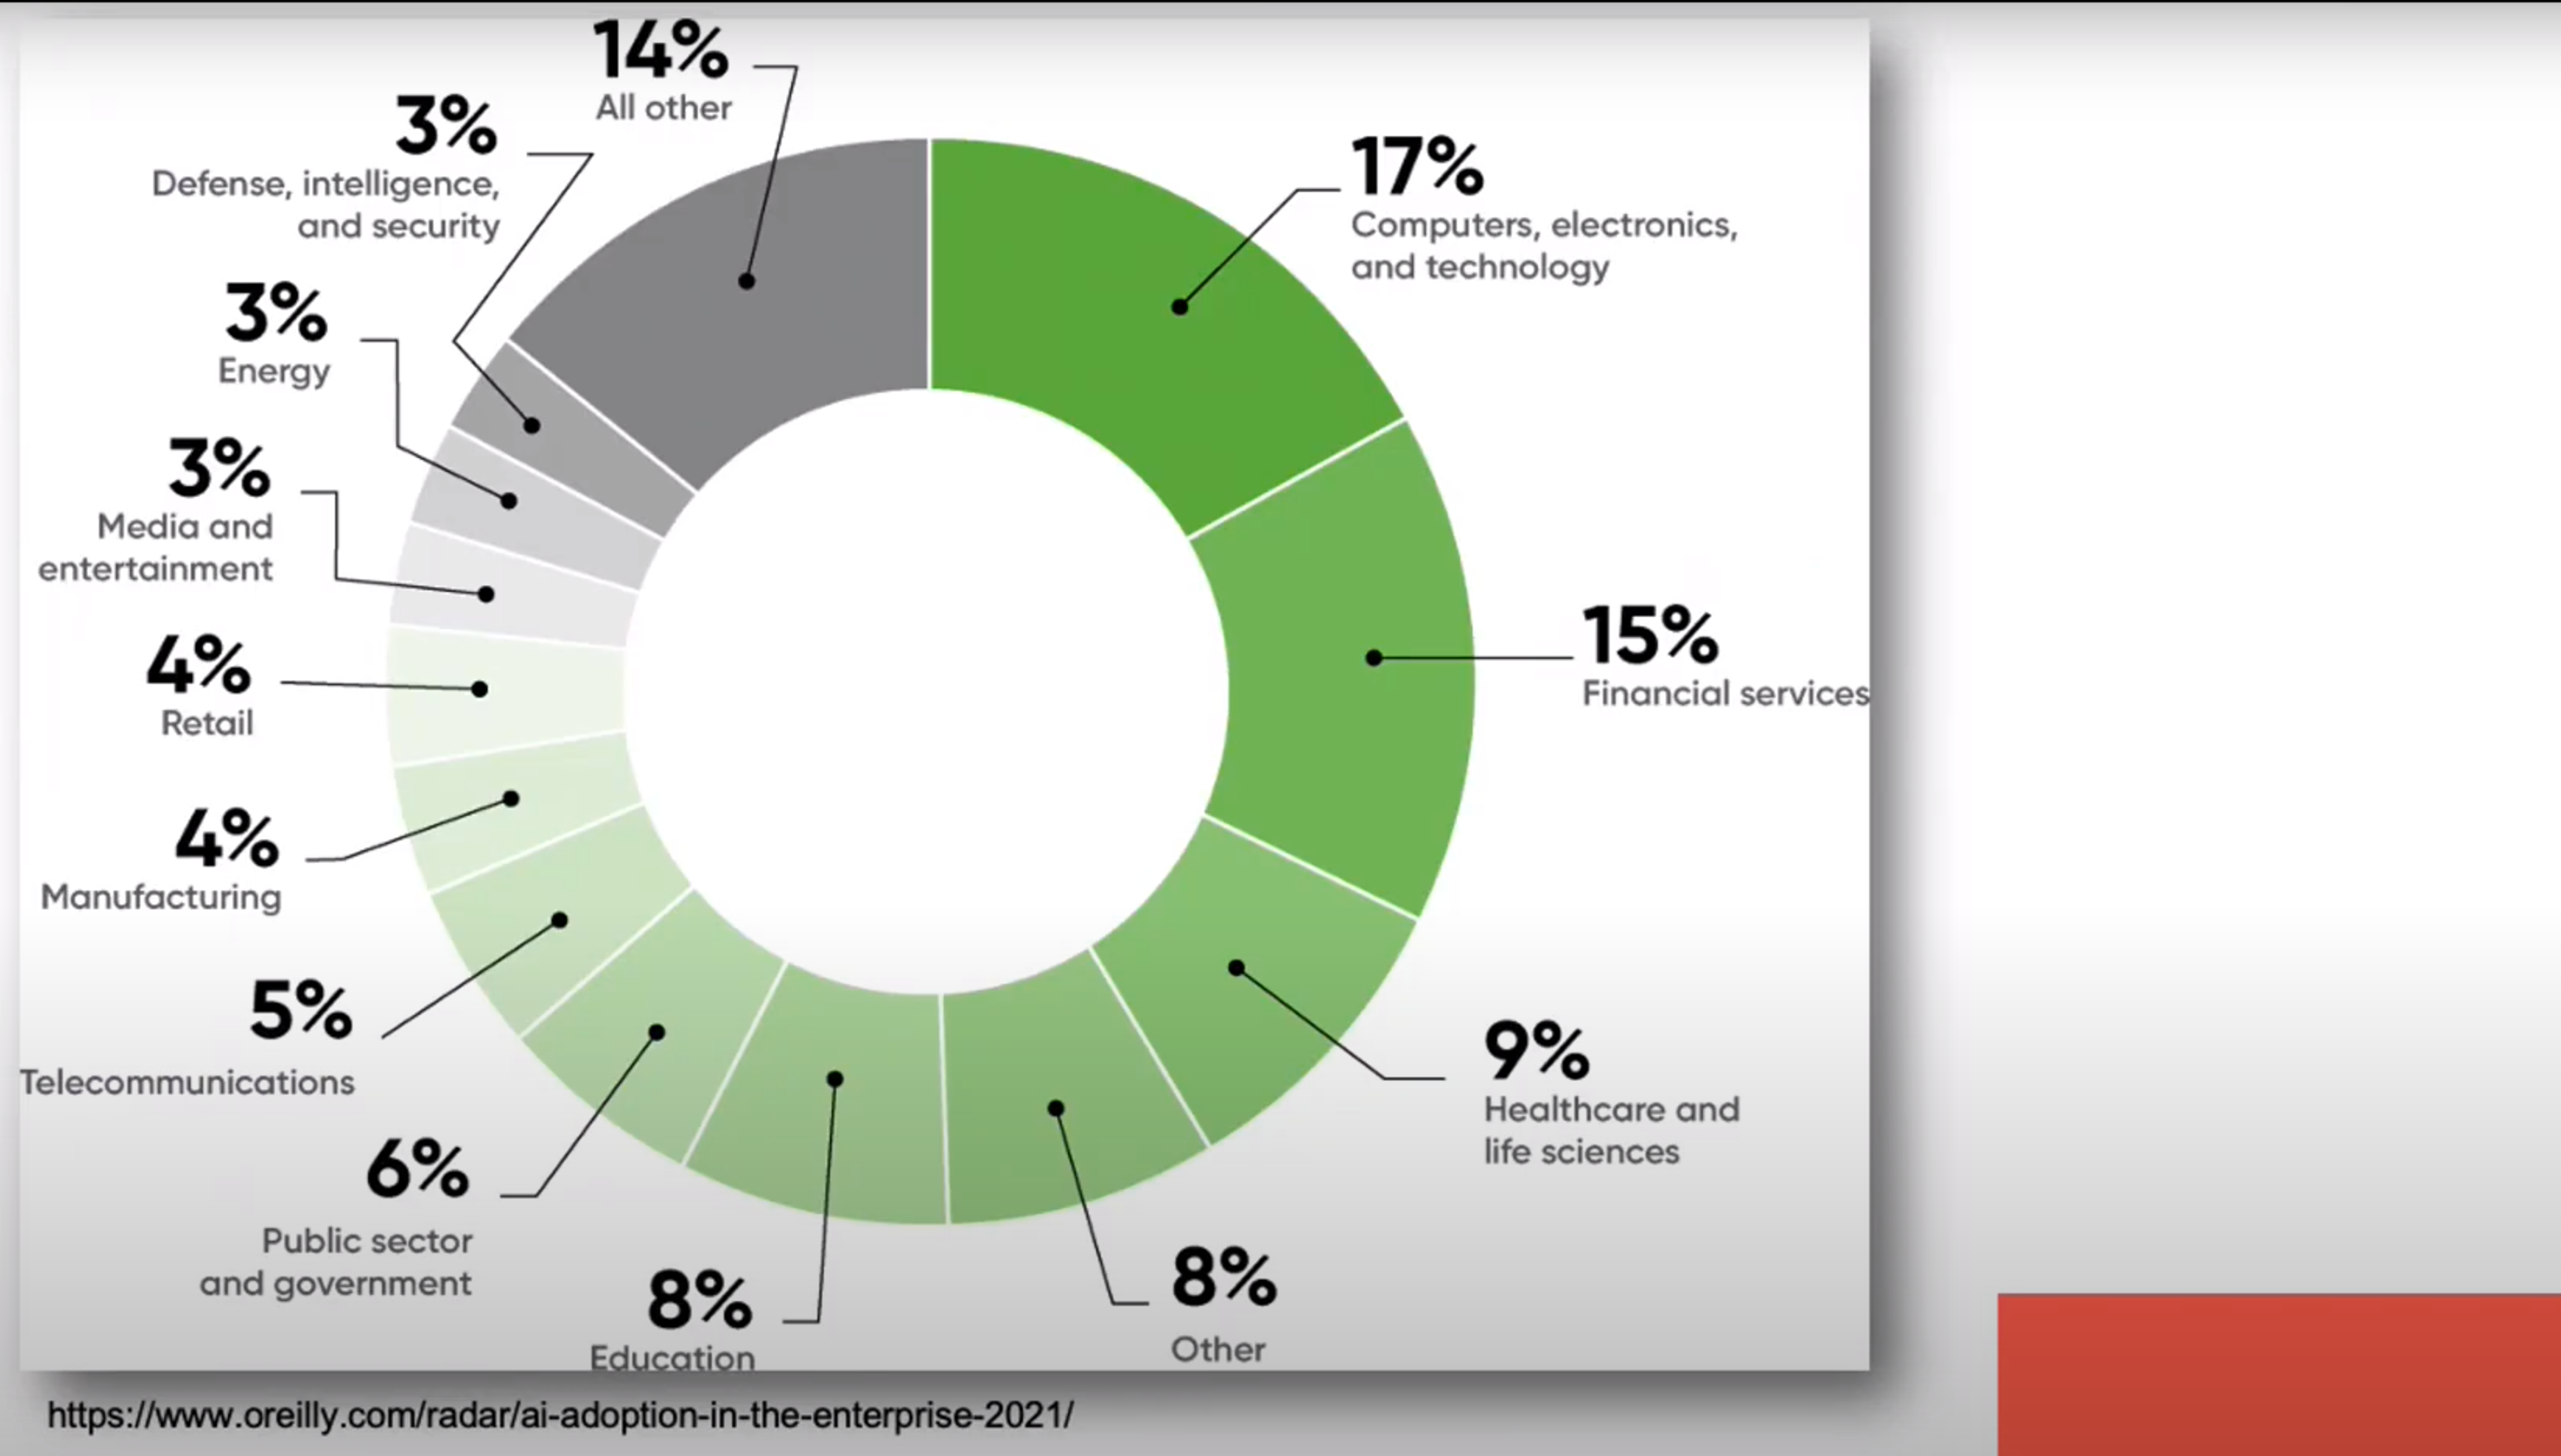 14%
All other
17%
Computers, electronics,
and technology
15%
Financial services
9%
Healthcare and
life sciences
8%
Other
8%
Education
6%
Public sector
and government
5%
Telecommunications
4%
Manufacturing
4%
Retail
3%
Media and
entertainment
3%
Energy
3%
Defense, intelligence,
and security
https://www.oreilly.com/radar/ai-adoption-in-the-enterprise-2021/